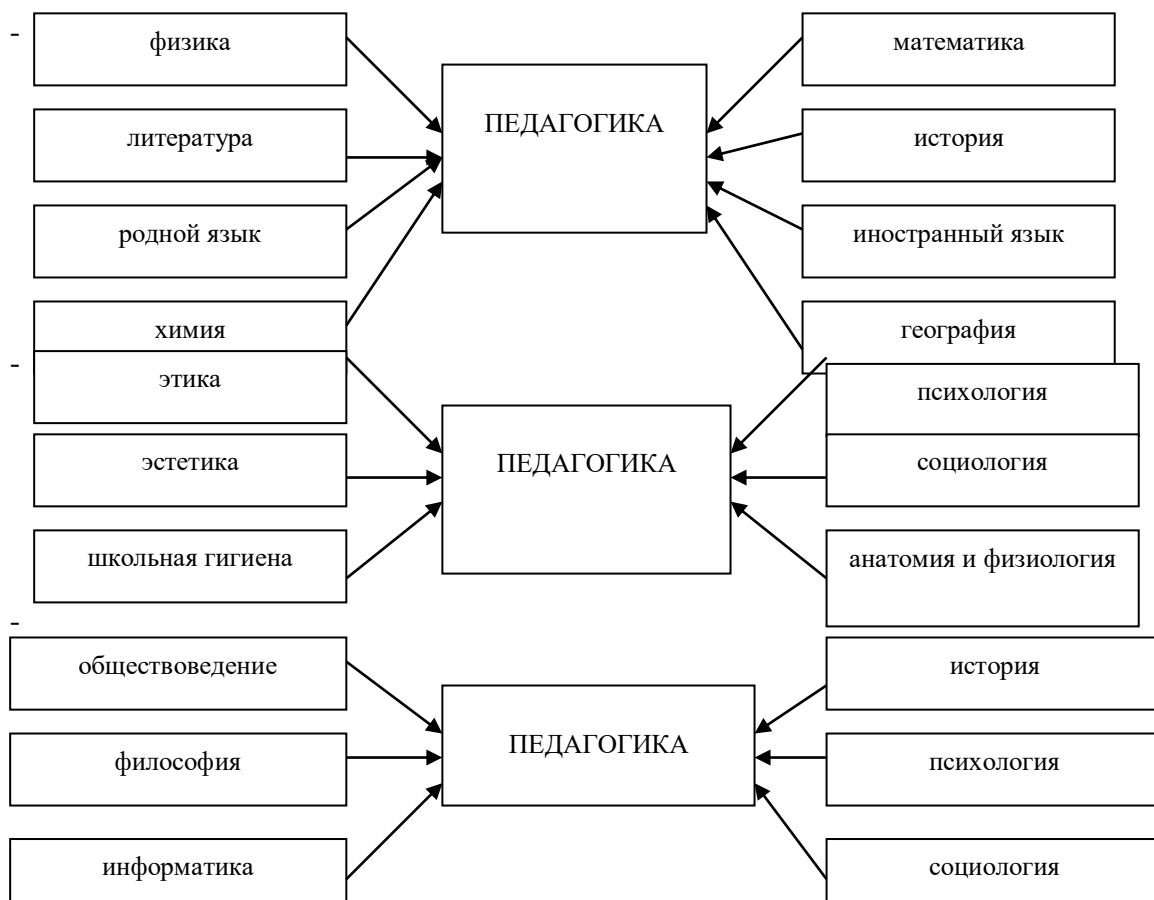 -
физика
математика
ПЕДАГОГИКА
литература
история
родной язык
иностранный язык
химия
география
-
этика
психология
ПЕДАГОГИКА
эстетика
социология
школьная гигиена
анатомия и физиология
-
обществоведение
история
ПЕДАГОГИКА
философия
психология
информатика
социология